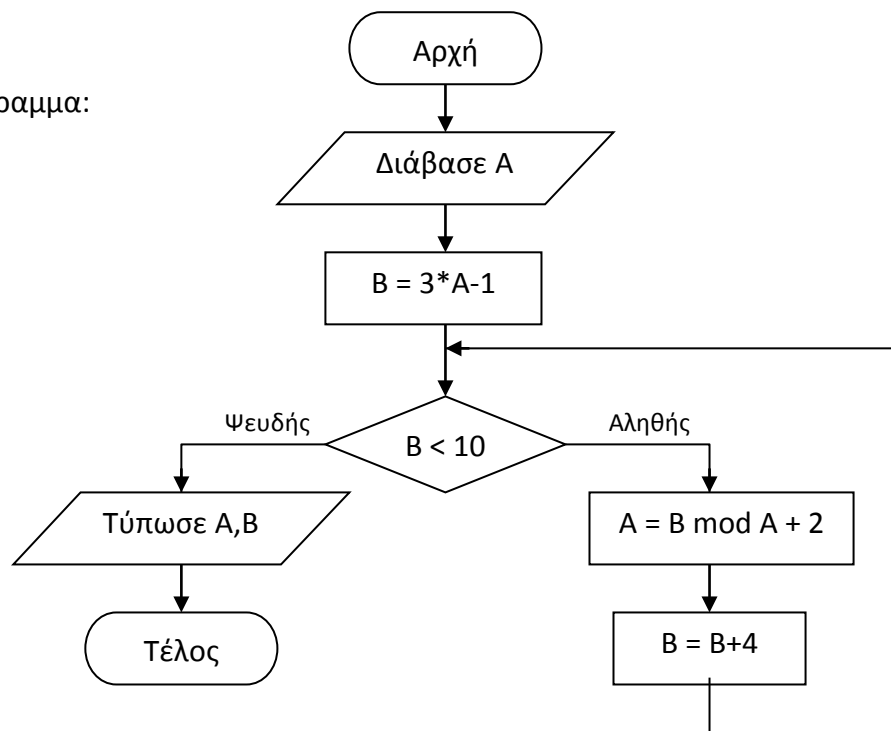 Αρχή
ραμμα:
Διάβασε Α
Β = 3*Α-1
Ψευδής
Αληθής
Β < 10
Τύπωσε Α,Β
Α = Β mod Α + 2
Τέλος
Β = Β+4